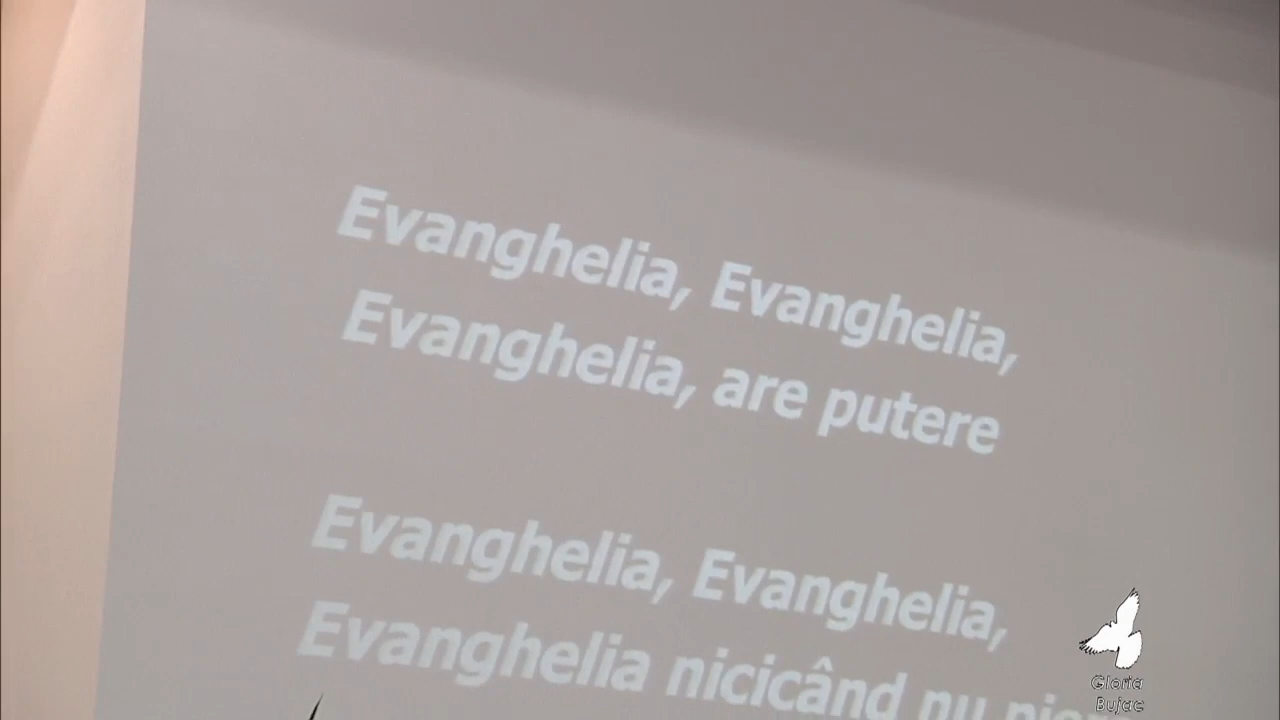 Evanghelia, Evanghelia,
Evanghelia, are putere
Evanghelia, Evanghelia,
Evanghelia nicicând nu
Gloria
Bujac